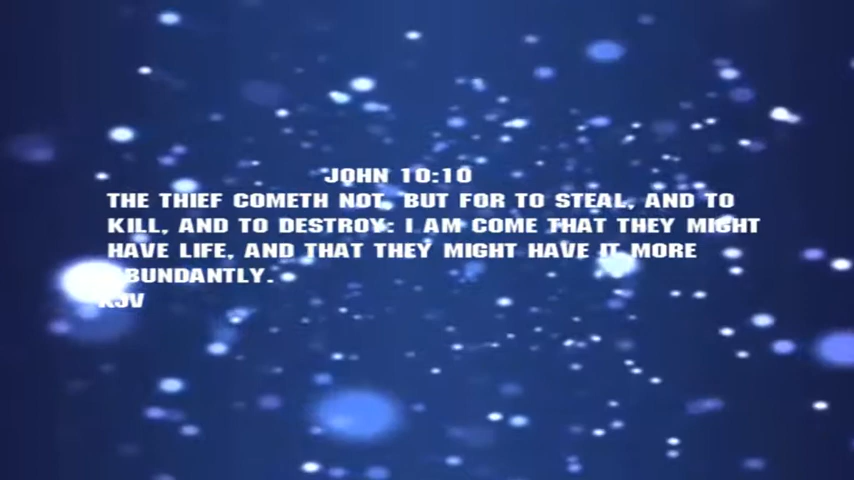 JOHN 10:10
THE THIEF COMETH NOT, BUT FOR TO STEAL, AND TO
KILL, AND TO DESTROY: I AM COME THAT THEY MIGHT
HAVE LIFE, AND THAT THEY MIGHT HAVE IT MORE
ABUNDANTLY.
KJV